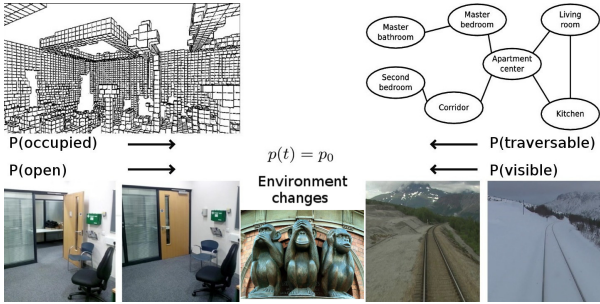 Master
bathroom
Master
bedroom
Living
room
Apartment
center
Second
bedroom
Corridor
Kitchen
P(occupied)
P(traversable)
p(t) = p₀
P(open)
P(visible)
Environment
changes